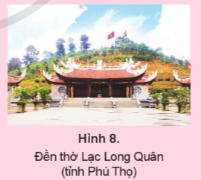 Hình 8.
Đền thờ Lạc Long Quân
(tỉnh Phú Thọ)